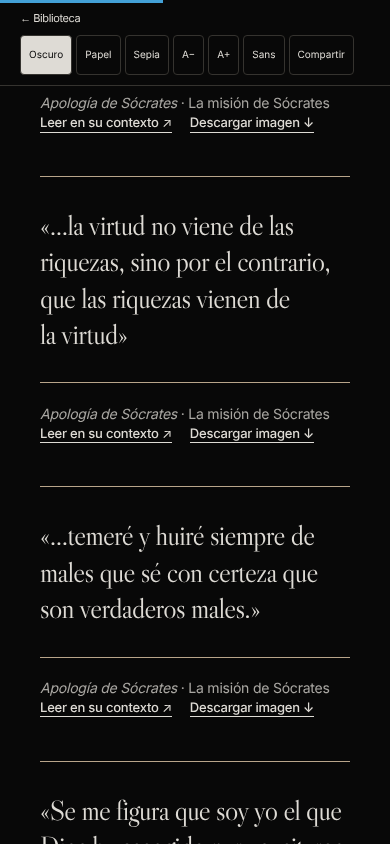 ← Biblioteca
Oscuro Papel Sepia A− A+ Sans Compartir
Apología de Sócrates · La misión de Sócrates
Leer en su contexto ↗ Descargar imagen ↓
«...la virtud no viene de las
riquezas, sino por el contrario,
que las riquezas vienen de
la virtud»
Apología de Sócrates · La misión de Sócrates
Leer en su contexto ↗ Descargar imagen ↓
«...temeré y huiré siempre de
males que sé con certeza que
son verdaderos males.»
Apología de Sócrates · La misión de Sócrates
Leer en su contexto ↗ Descargar imagen ↓
«Se me figura que soy yo el que